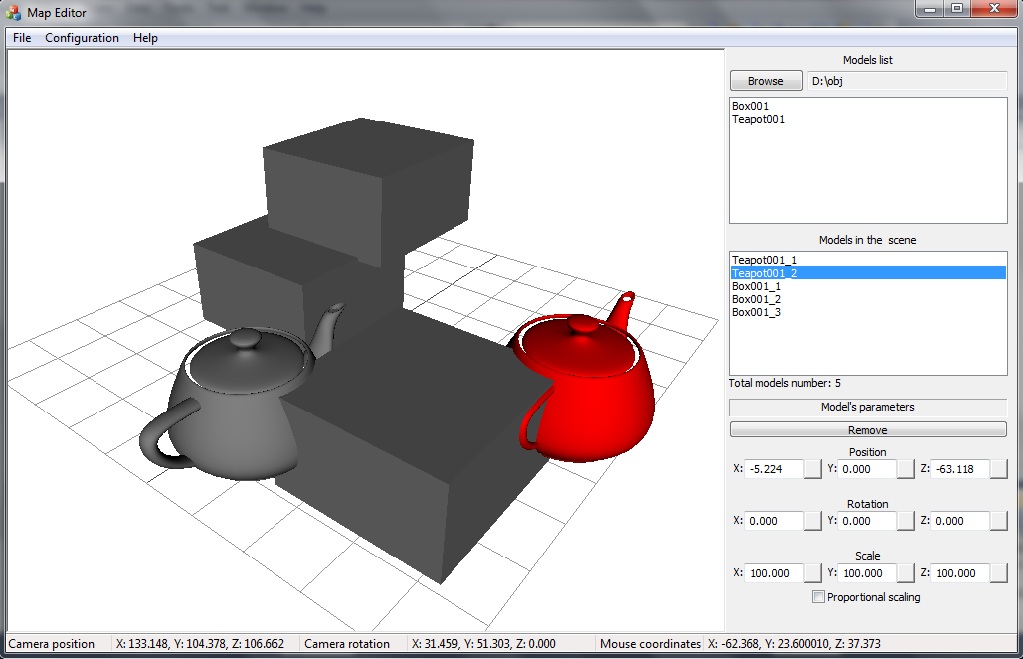 Map Editor
File Configuration Help
Models list
Browse D:\obj
Box001
Teapot001
Models in the scene
Teapot001_1
Teapot001_2
Box001_1
Box001_2
Box001_3
Total models number: 5
Model's parameters
Remove
Position
X: -5.224 Y: 0.000 Z: -63.118
Rotation
X: 0.000 Y: 0.000 Z: 0.000
Scale
X: 100.000 Y: 100.000 Z: 100.000
Proportional scaling
Camera position X: 133.148, Y: 104.378, Z: 106.662 Camera rotation X: 31.459, Y: 51.303, Z: 0.000 Mouse coordinates X: -62.368, Y: 23.600010, Z: 37.373